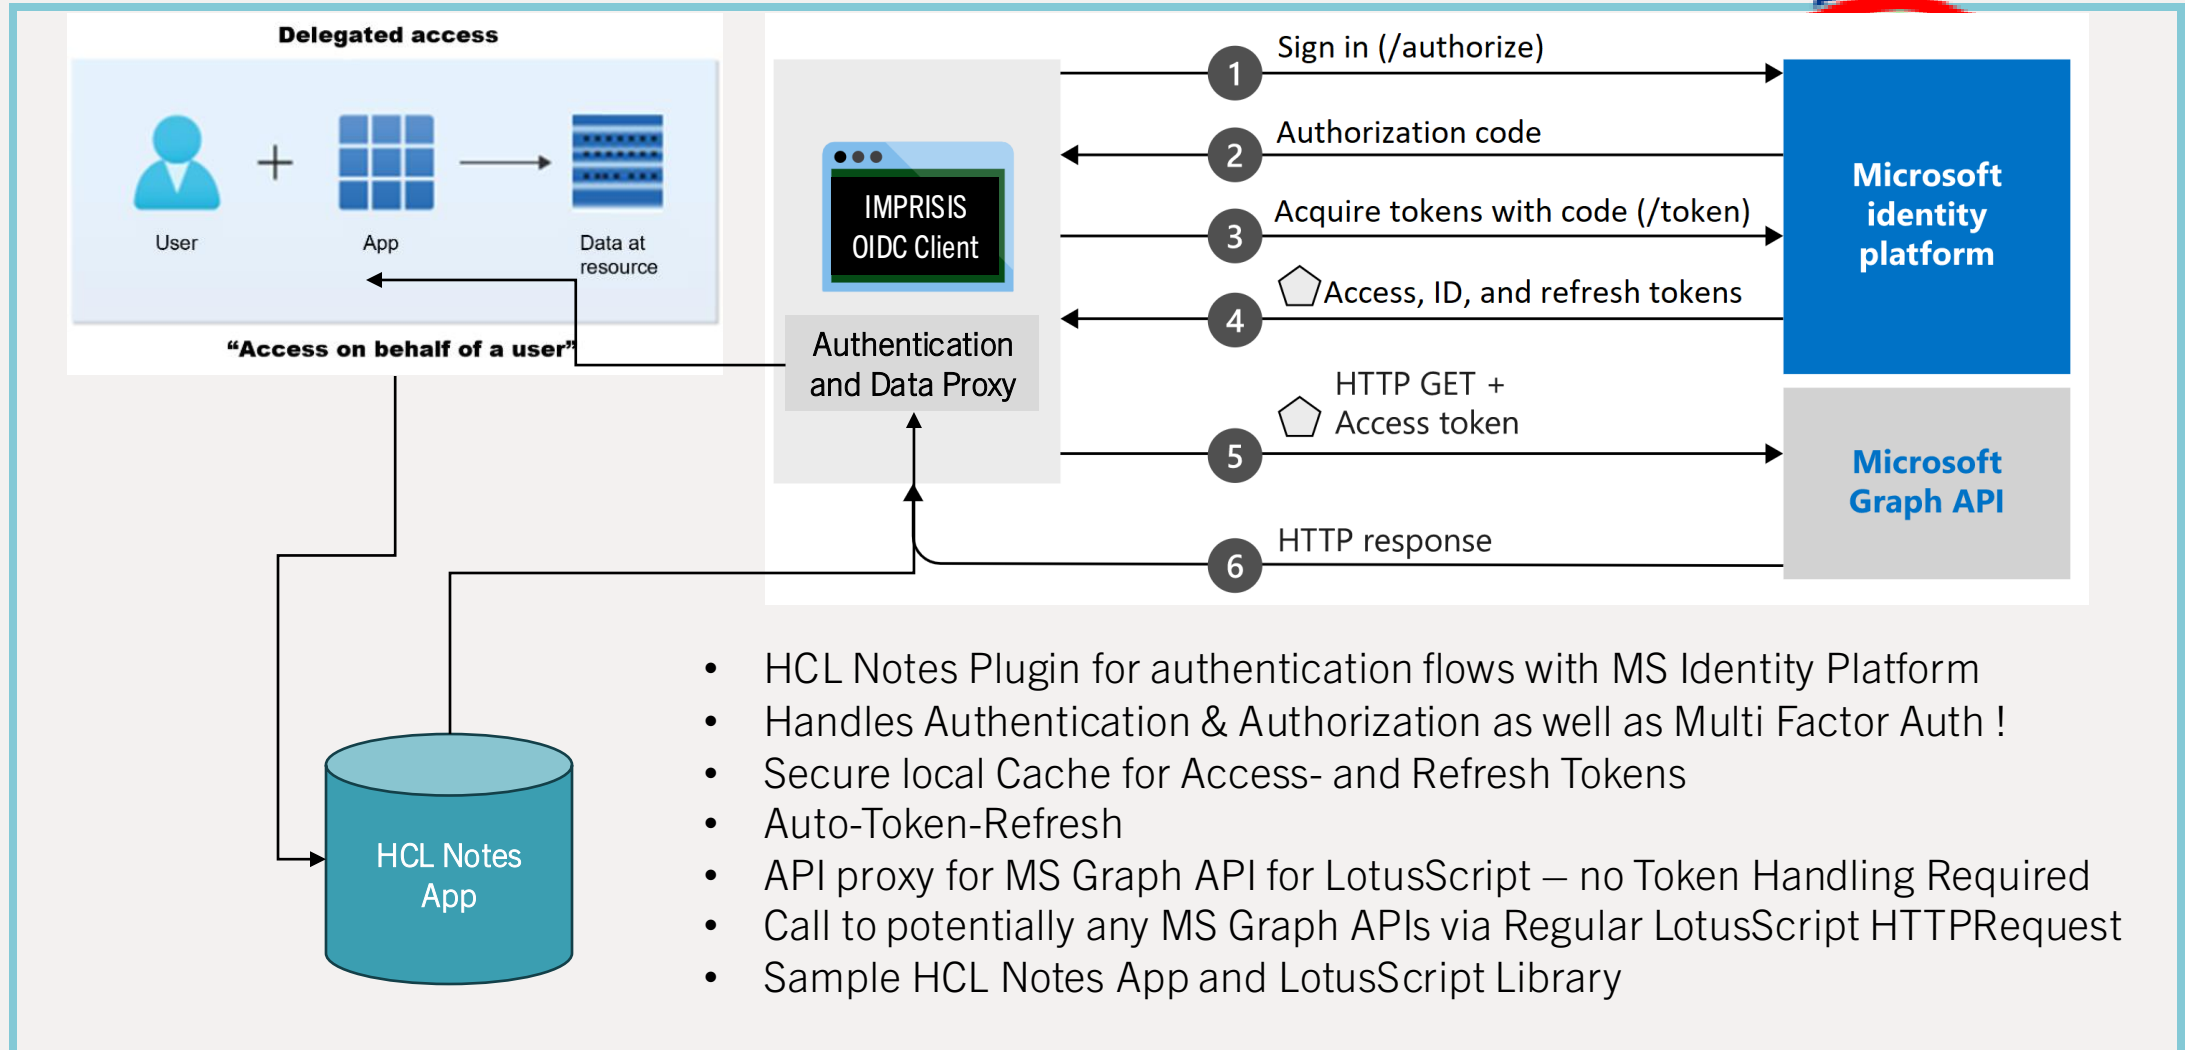 Delegated access
User
App
Data at
resource
“Access on behalf of a user”
IMPRISIS
OIDC Client
Authentication
and Data Proxy
1
Sign in (/authorize)
2
Authorization code
3
Acquire tokens with code (/token)
4
Access, ID, and refresh tokens
5
HTTP GET +
Access token
6
HTTP response
Microsoft
identity
platform
Microsoft
Graph API
HCL Notes
App
• HCL Notes Plugin for authentication flows with MS Identity Platform
• Handles Authentication & Authorization as well as Multi Factor Auth !
• Secure local Cache for Access- and Refresh Tokens
• Auto-Token-Refresh
• API proxy for MS Graph API for LotusScript – no Token Handling Required
• Call to potentially any MS Graph APIs via Regular LotusScript HTTPRequest
• Sample HCL Notes App and LotusScript Library